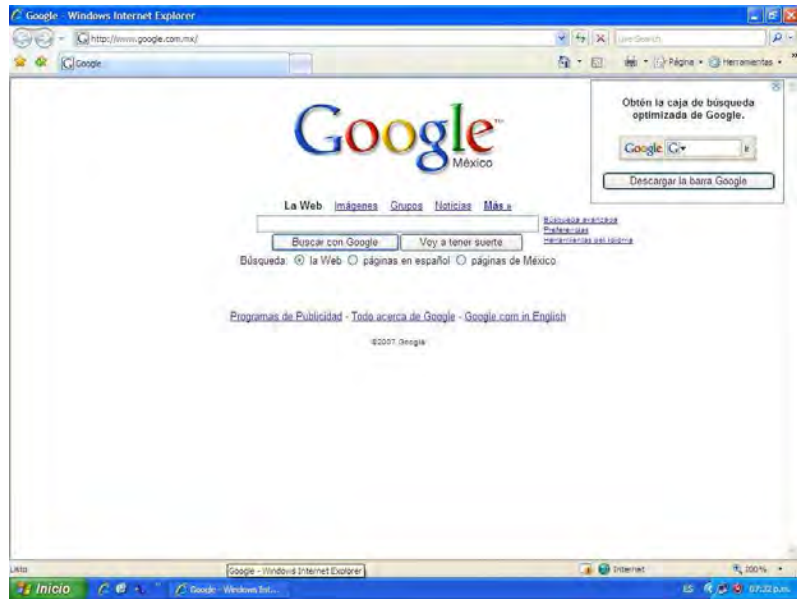 Google - Windows Internet Explorer
http://www.google.com.mx/
Live Search
Google
Página
Herramientas
Obtén la caja de búsqueda
optimizada de Google.
Google G
Descargar la barra Google
Google™
México
La Web Imágenes Grupos Noticias Más »
Búsqueda avanzada
Preferencias
Herramientas del idioma
Buscar con Google Voy a tener suerte
Búsqueda: la Web páginas en español páginas de México
Programas de Publicidad - Todo acerca de Google - Google.com in English
©2007 Google
Listo
Google - Windows Internet Explorer
Internet
100%
Inicio
Google - Windows Int...
ES
07:32 p.m.